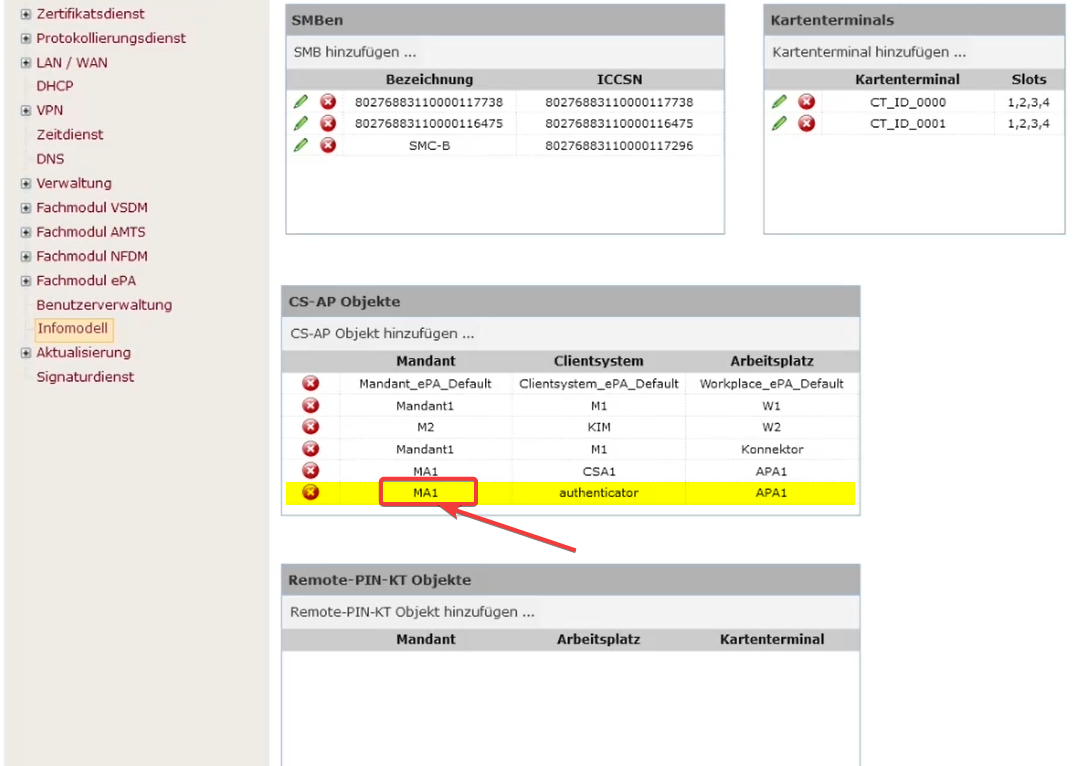 Zertifikatsdienst
Protokollierungsdienst
LAN / WAN
DHCP
VPN
Zeitdienst
DNS
Verwaltung
Fachmodul VSDM
Fachmodul AMTS
Fachmodul NFDM
Fachmodul ePA
Benutzerverwaltung
Infomodell
Aktualisierung
Signaturdienst
SMBen
SMB hinzufügen ...
Bezeichnung ICCSN
80276883110000117738 80276883110000117738
80276883110000116475 80276883110000116475
SMC-B 80276883110000117296
Kartenterminals
Kartenterminal hinzufügen ...
Kartenterminal Slots
CT_ID_0000 1,2,3,4
CT_ID_0001 1,2,3,4
CS-AP Objekte
CS-AP Objekt hinzufügen ...
Mandant Clientsystem Arbeitsplatz
Mandant_ePA_Default Clientsystem_ePA_Default Workplace_ePA_Default
Mandant1 M1 W1
M2 KIM W2
Mandant1 M1 Konnektor
MA1 CSA1 APA1
MA1 authenticator APA1
Remote-PIN-KT Objekte
Remote-PIN-KT Objekt hinzufügen ...
Mandant Arbeitsplatz Kartenterminal